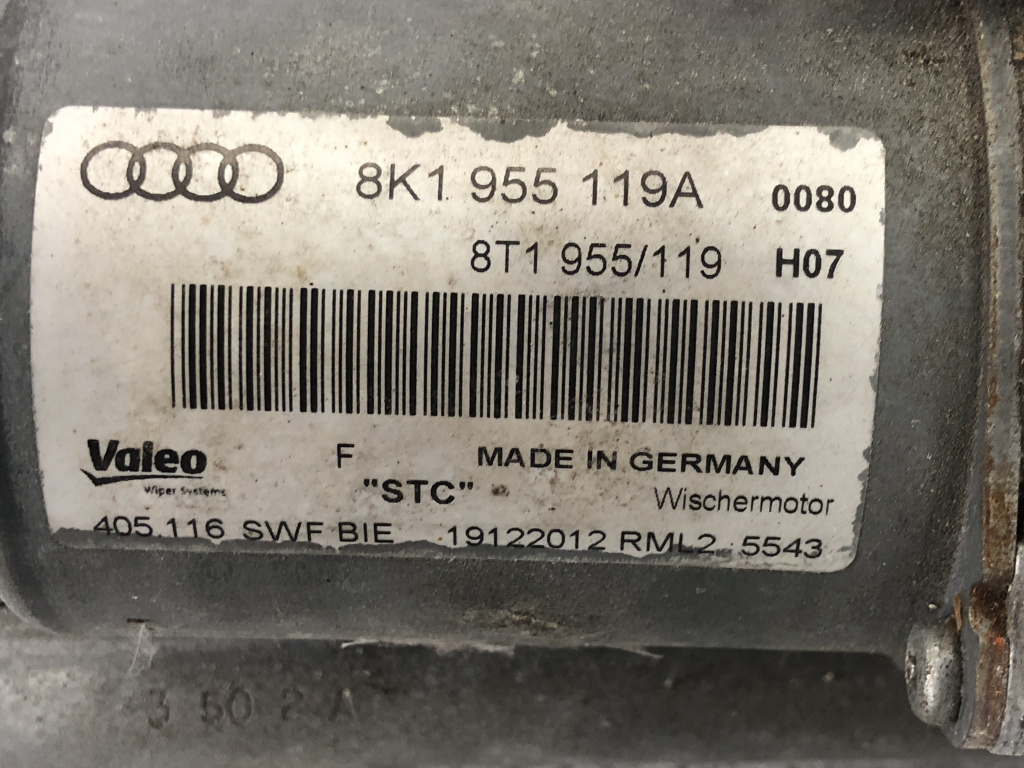 8K1 955 119A 0080
8T1 955/119 H07
Valeo F MADE IN GERMANY
Wiper Systems "STC" Wischermotor
405.116 SWF BIE 19122012 RML2 5543
3 50 2 A